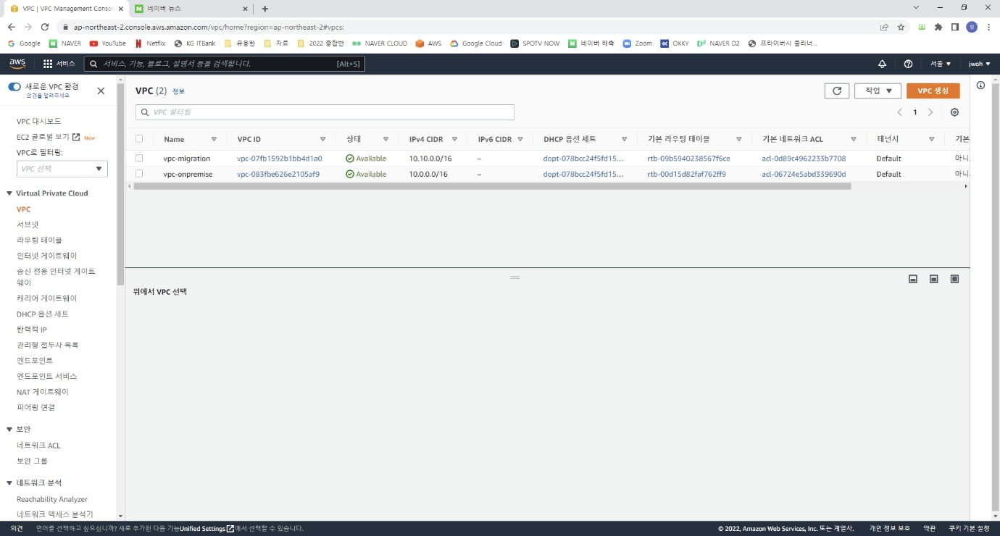 VPC | VPC Management Conso
네이버 뉴스
ap-northeast-2.console.aws.amazon.com/vpc/home?region=ap-northeast-2#vpcs:
Google NAVER YouTube Netflix KG ITBank 유용한 자료 2022 종합반 NAVER CLOUD AWS Google Cloud SPOTV NOW 네이버 해축 Zoom OKKY NAVER D2 프라이버시 클리너...
aws 서비스 서비스, 기능, 블로그, 설명서 등을 검색합니다. [Alt+S] 서울 jwoh
새로운 VPC 환경
의견을 알려주세요
VPC 대시보드
EC2 글로벌 보기 New
VPC로 필터링:
VPC 선택
Virtual Private Cloud
VPC
서브넷
라우팅 테이블
인터넷 게이트웨이
송신 전용 인터넷 게이트
웨이
캐리어 게이트웨이
DHCP 옵션 세트
탄력적 IP
관리형 접두사 목록
엔드포인트
엔드포인트 서비스
NAT 게이트웨이
피어링 연결
보안
네트워크 ACL
보안 그룹
네트워크 분석
Reachability Analyzer
네트워크 액세스 분석기
VPC (2) 정보
작업 VPC 생성
VPC 필터링
1
Name VPC ID 상태 IPv4 CIDR IPv6 CIDR DHCP 옵션 세트 기본 라우팅 테이블 기본 네트워크 ACL 테넌시 기본
vpc-migration vpc-07fb1592b1bb4d1a0 Available 10.10.0.0/16 – dopt-078bcc24f5fd15... rtb-09b5940238567f6ce acl-0d89c4962233b7708 Default 아니
vpc-onpremise vpc-083fbe626e2105af9 Available 10.0.0.0/16 – dopt-078bcc24f5fd15... rtb-00d15d82faf762ff9 acl-06724e5abd339690d Default 아니
위에서 VPC 선택
의견 언어를 선택하고 싶으십니까? 새로 추가된 다음 기능Unified Settings에서 선택할 수 있습니다. © 2022, Amazon Web Services, Inc. 또는 계열사. 개인 정보 보호 약관 쿠키 기본 설정